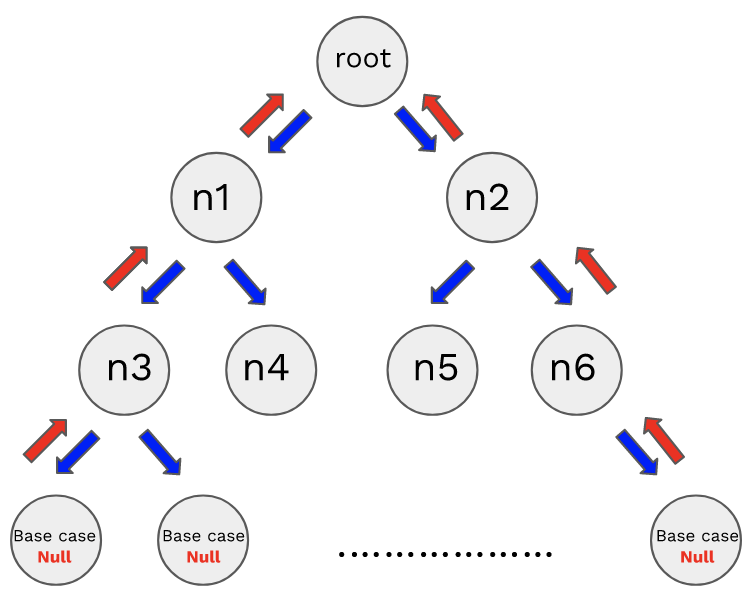 root
n1
n2
n3
n4
n5
n6
Base case
Null
Base case
Null
...................
Base case
Null